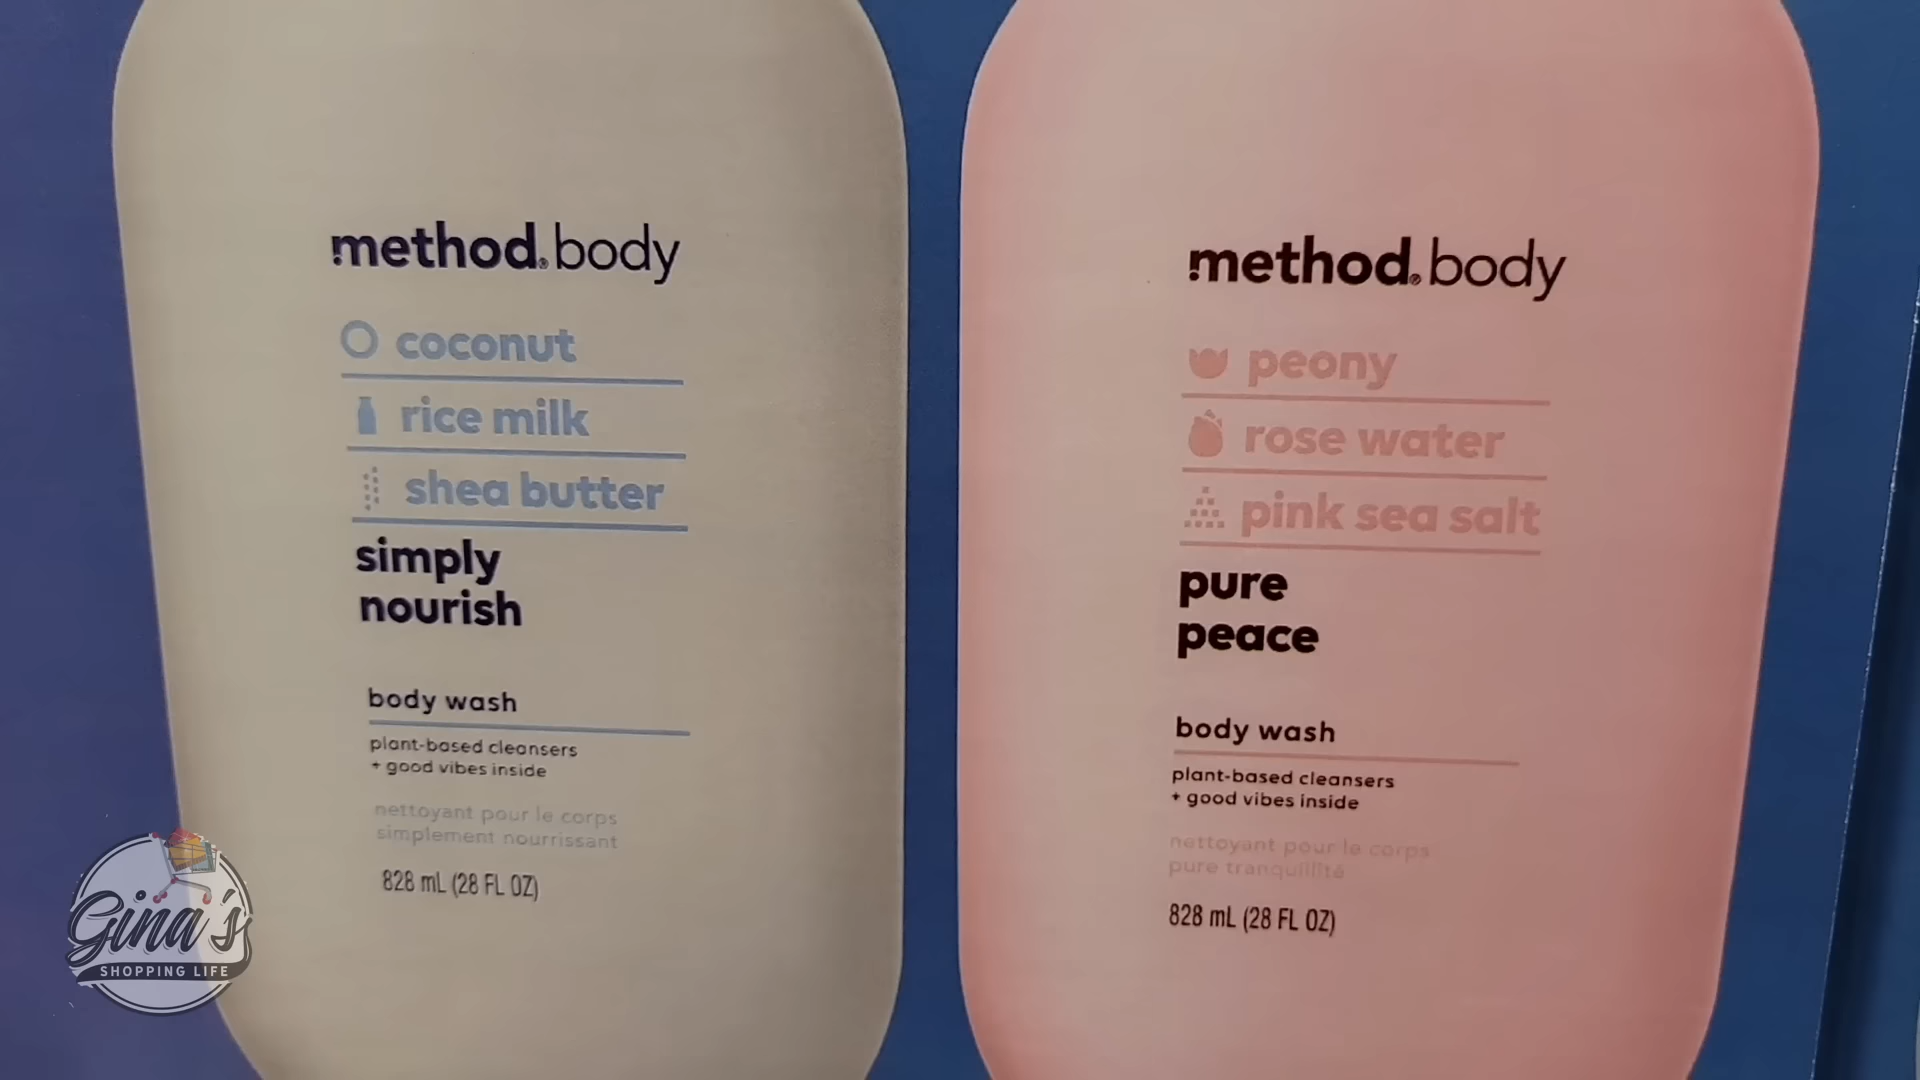 method® body
coconut
rice milk
shea butter
simply
nourish
body wash
plant-based cleansers
+ good vibes inside
nettoyant pour le corps
simplement nourrissant
828 mL (28 FL OZ)
method® body
peony
rose water
pink sea salt
pure
peace
body wash
plant-based cleansers
+ good vibes inside
nettoyant pour le corps
pure tranquillité
828 mL (28 FL OZ)
Gina's
SHOPPING LIFE